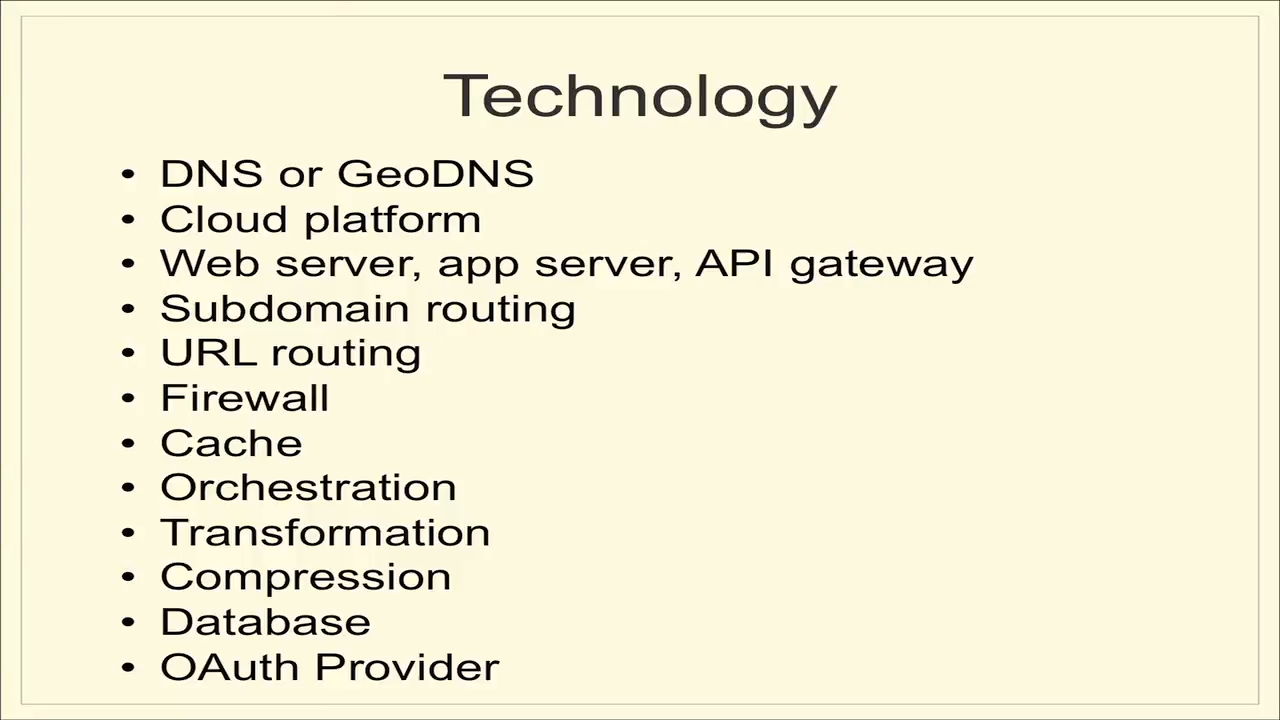 Technology
• DNS or GeoDNS
• Cloud platform
• Web server, app server, API gateway
• Subdomain routing
• URL routing
• Firewall
• Cache
• Orchestration
• Transformation
• Compression
• Database
• OAuth Provider